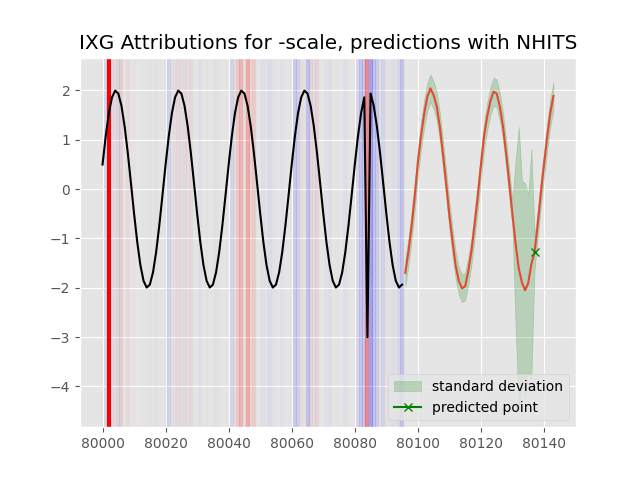 IXG Attributions for -scale, predictions with NHITS
2
1
0
−1
−2
−3
−4
standard deviation
predicted point
80000 80020 80040 80060 80080 80100 80120 80140